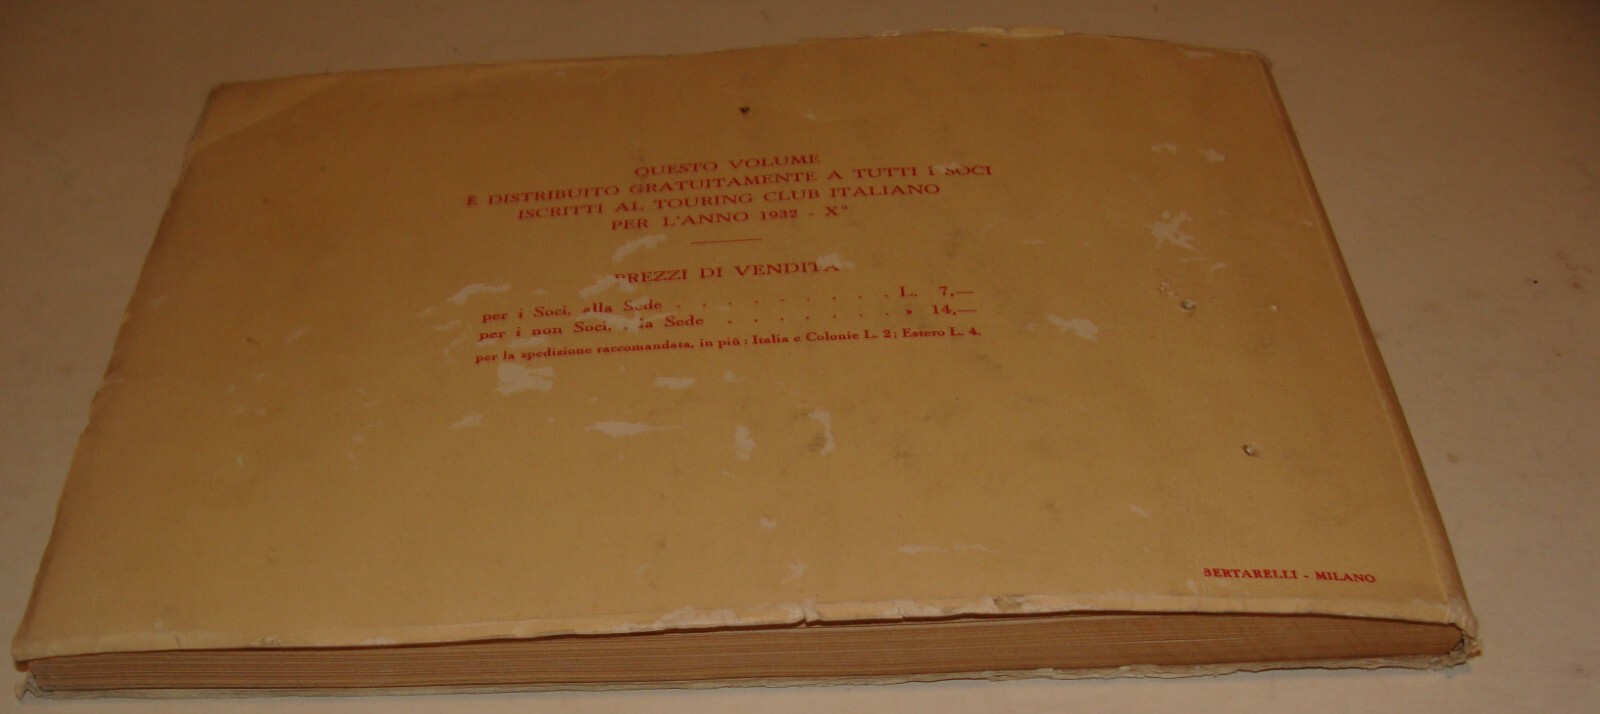 QUESTO VOLUME
È DISTRIBUITO GRATUITAMENTE A TUTTI I SOCI
ISCRITTI AL TOURING CLUB ITALIANO
PER L'ANNO 1932 - X°
PREZZI DI VENDITA
per i Soci, alla Sede . . . . . . . . . L. 7,—
per i non Soci, alla Sede . . . . . . . » 14,—
per la spedizione raccomandata, in più: Italia e Colonie L. 2; Estero L. 4.
BERTARELLI - MILANO